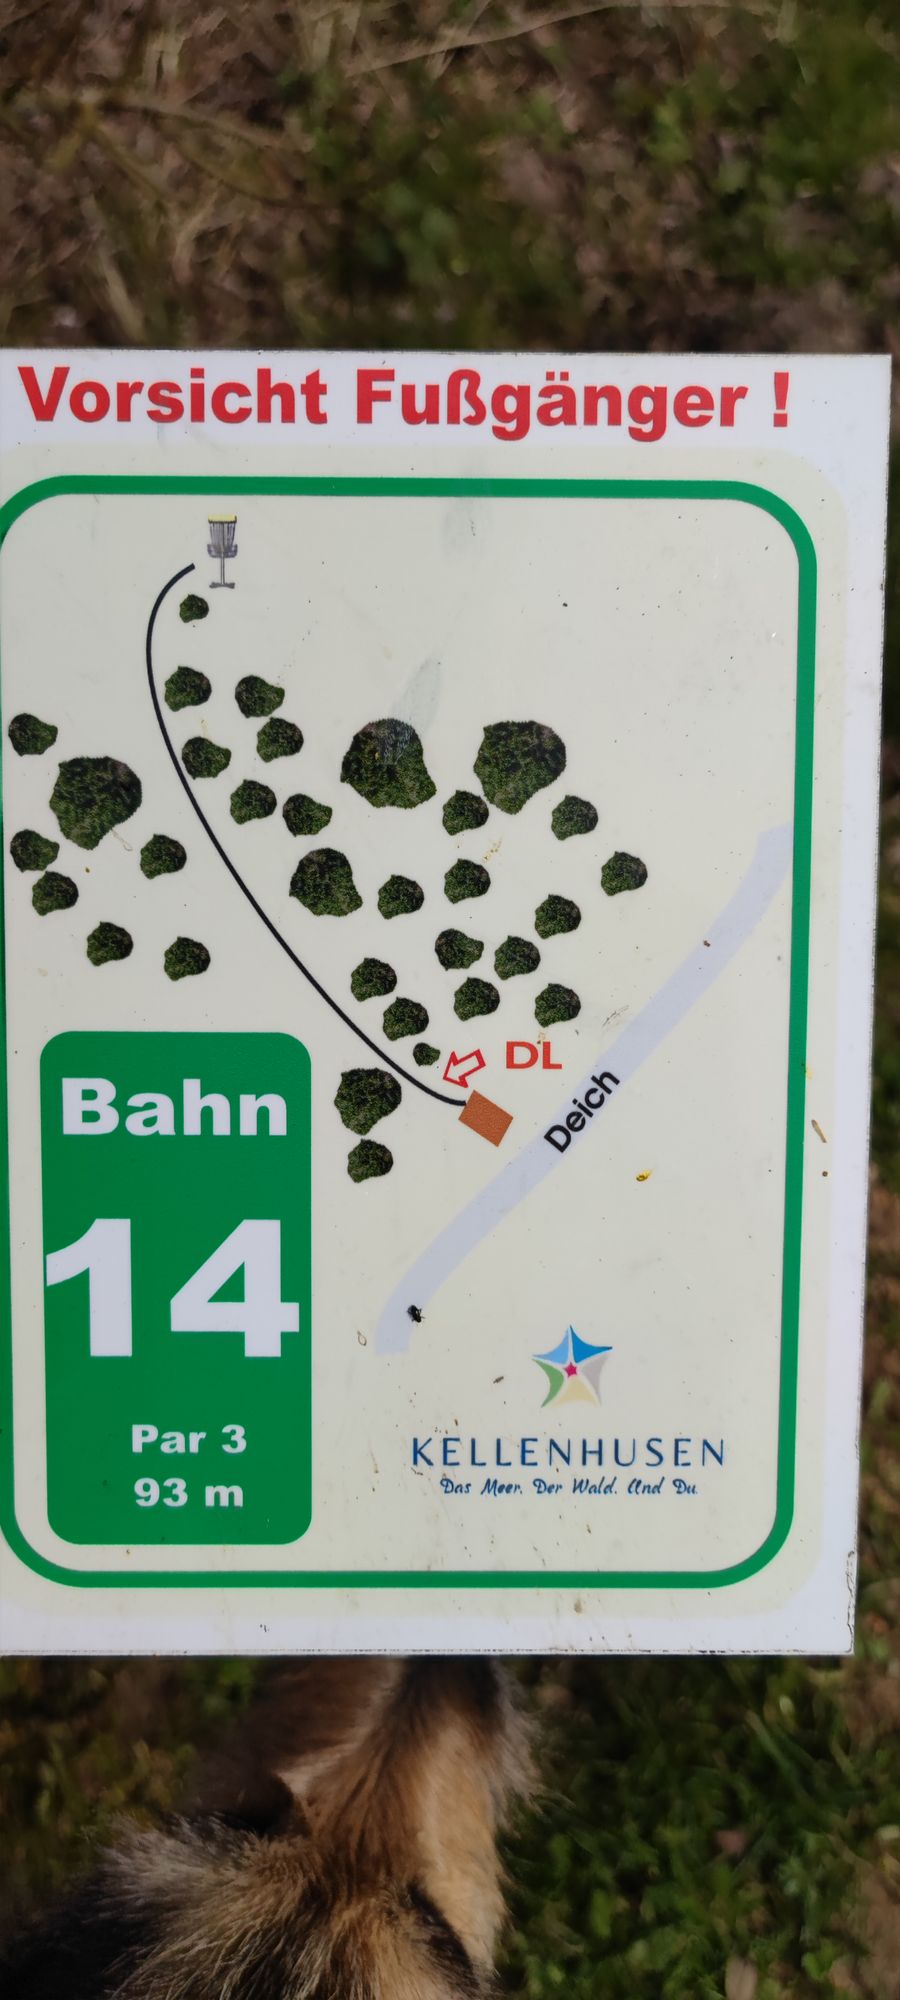 Vorsicht Fußgänger !
DL
Deich
Bahn
14
Par 3
93 m
KELLENHUSEN
Das Meer. Der Wald. Und Du.